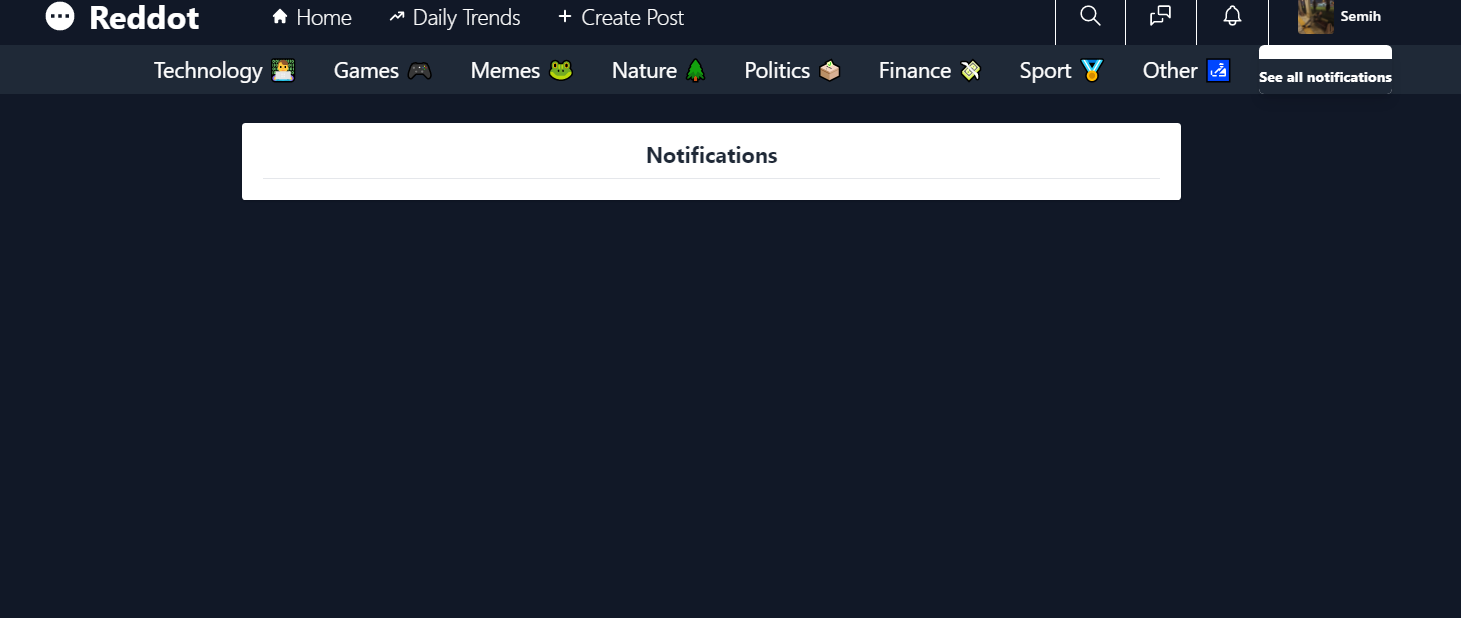 Reddot Home Daily Trends Create Post Semih
Technology Games Memes Nature Politics Finance Sport Other See all notifications
Notifications